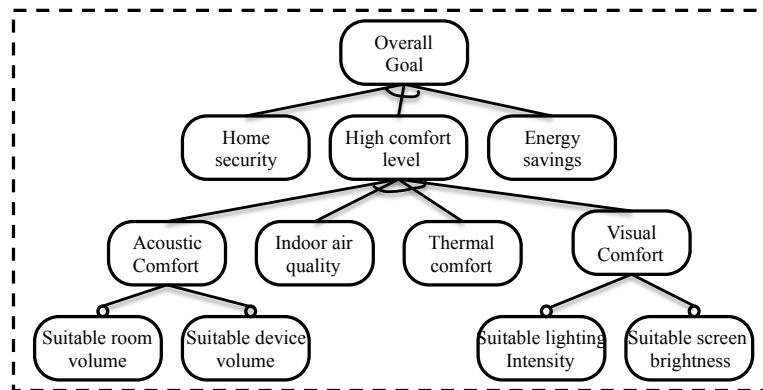 Overall
Goal
Home
security
High comfort
level
Energy
savings
Acoustic
Comfort
Indoor air
quality
Thermal
comfort
Visual
Comfort
Suitable room
volume
Suitable device
volume
Suitable lighting
Intensity
Suitable screen
brightness